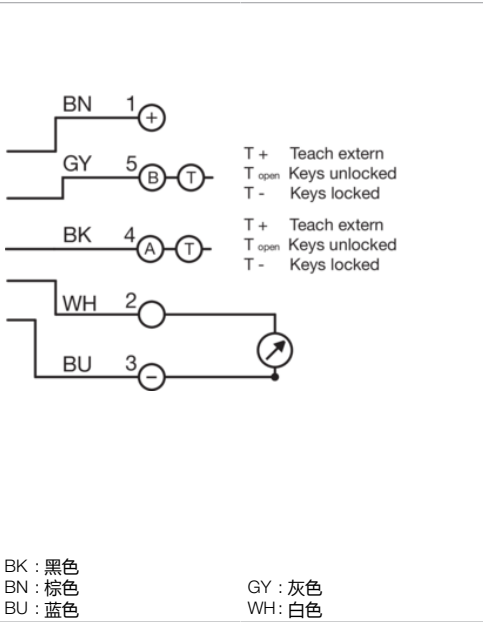 BN 1 +
GY 5 B T
T + Teach extern
T open Keys unlocked
T - Keys locked
BK 4 A T
T + Teach extern
T open Keys unlocked
T - Keys locked
WH 2
BU 3 −
BK : 黑色
BN : 棕色 GY : 灰色
BU : 蓝色 WH : 白色